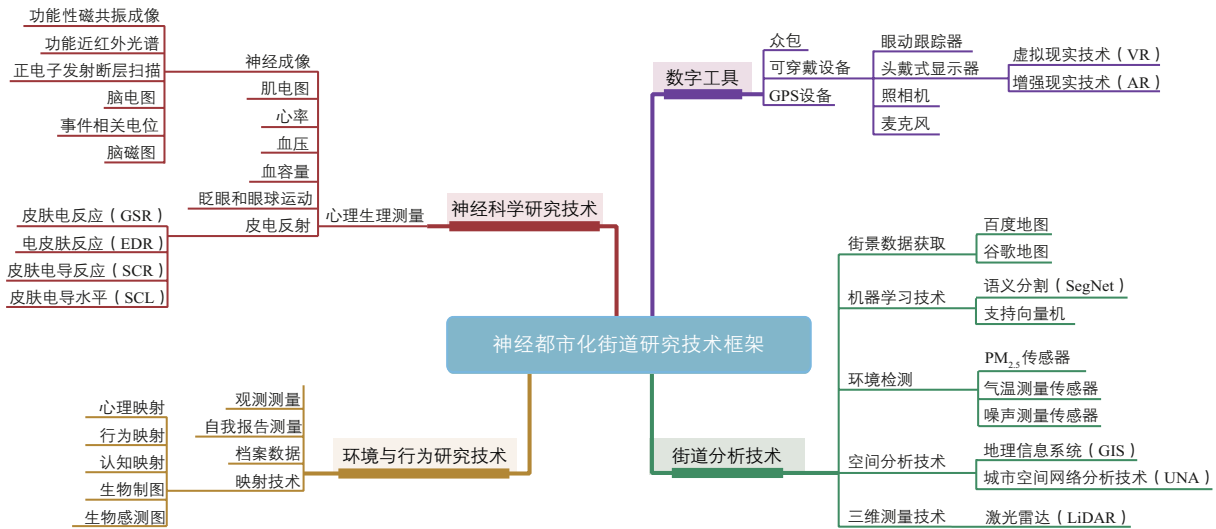 功能性磁共振成像
功能近红外光谱
正电子发射断层扫描
脑电图
事件相关电位
脑磁图
神经成像
肌电图
心率
血压
血容量
眨眼和眼球运动
皮电反射
皮肤电反应（GSR）
电皮肤反应（EDR）
皮肤电导反应（SCR）
皮肤电导水平（SCL）
心理生理测量
神经科学研究技术
数字工具
众包
可穿戴设备
GPS设备
眼动跟踪器
头戴式显示器
照相机
麦克风
虚拟现实技术（VR）
增强现实技术（AR）
神经都市化街道研究技术框架
心理映射
行为映射
认知映射
生物制图
生物感测图
观测测量
自我报告测量
档案数据
映射技术
环境与行为研究技术
街道分析技术
街景数据获取
百度地图
谷歌地图
机器学习技术
语义分割（SegNet）
支持向量机
环境检测
PM2.5传感器
气温测量传感器
噪声测量传感器
空间分析技术
地理信息系统（GIS）
城市空间网络分析技术（UNA）
三维测量技术
激光雷达（LiDAR）